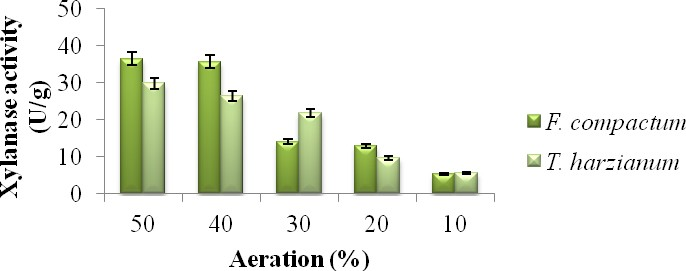 Xylanase activity
(U/g)
50
40
30
20
10
0
50 40 30 20 10
Aeration (%)
F. compactum
T. harzianum